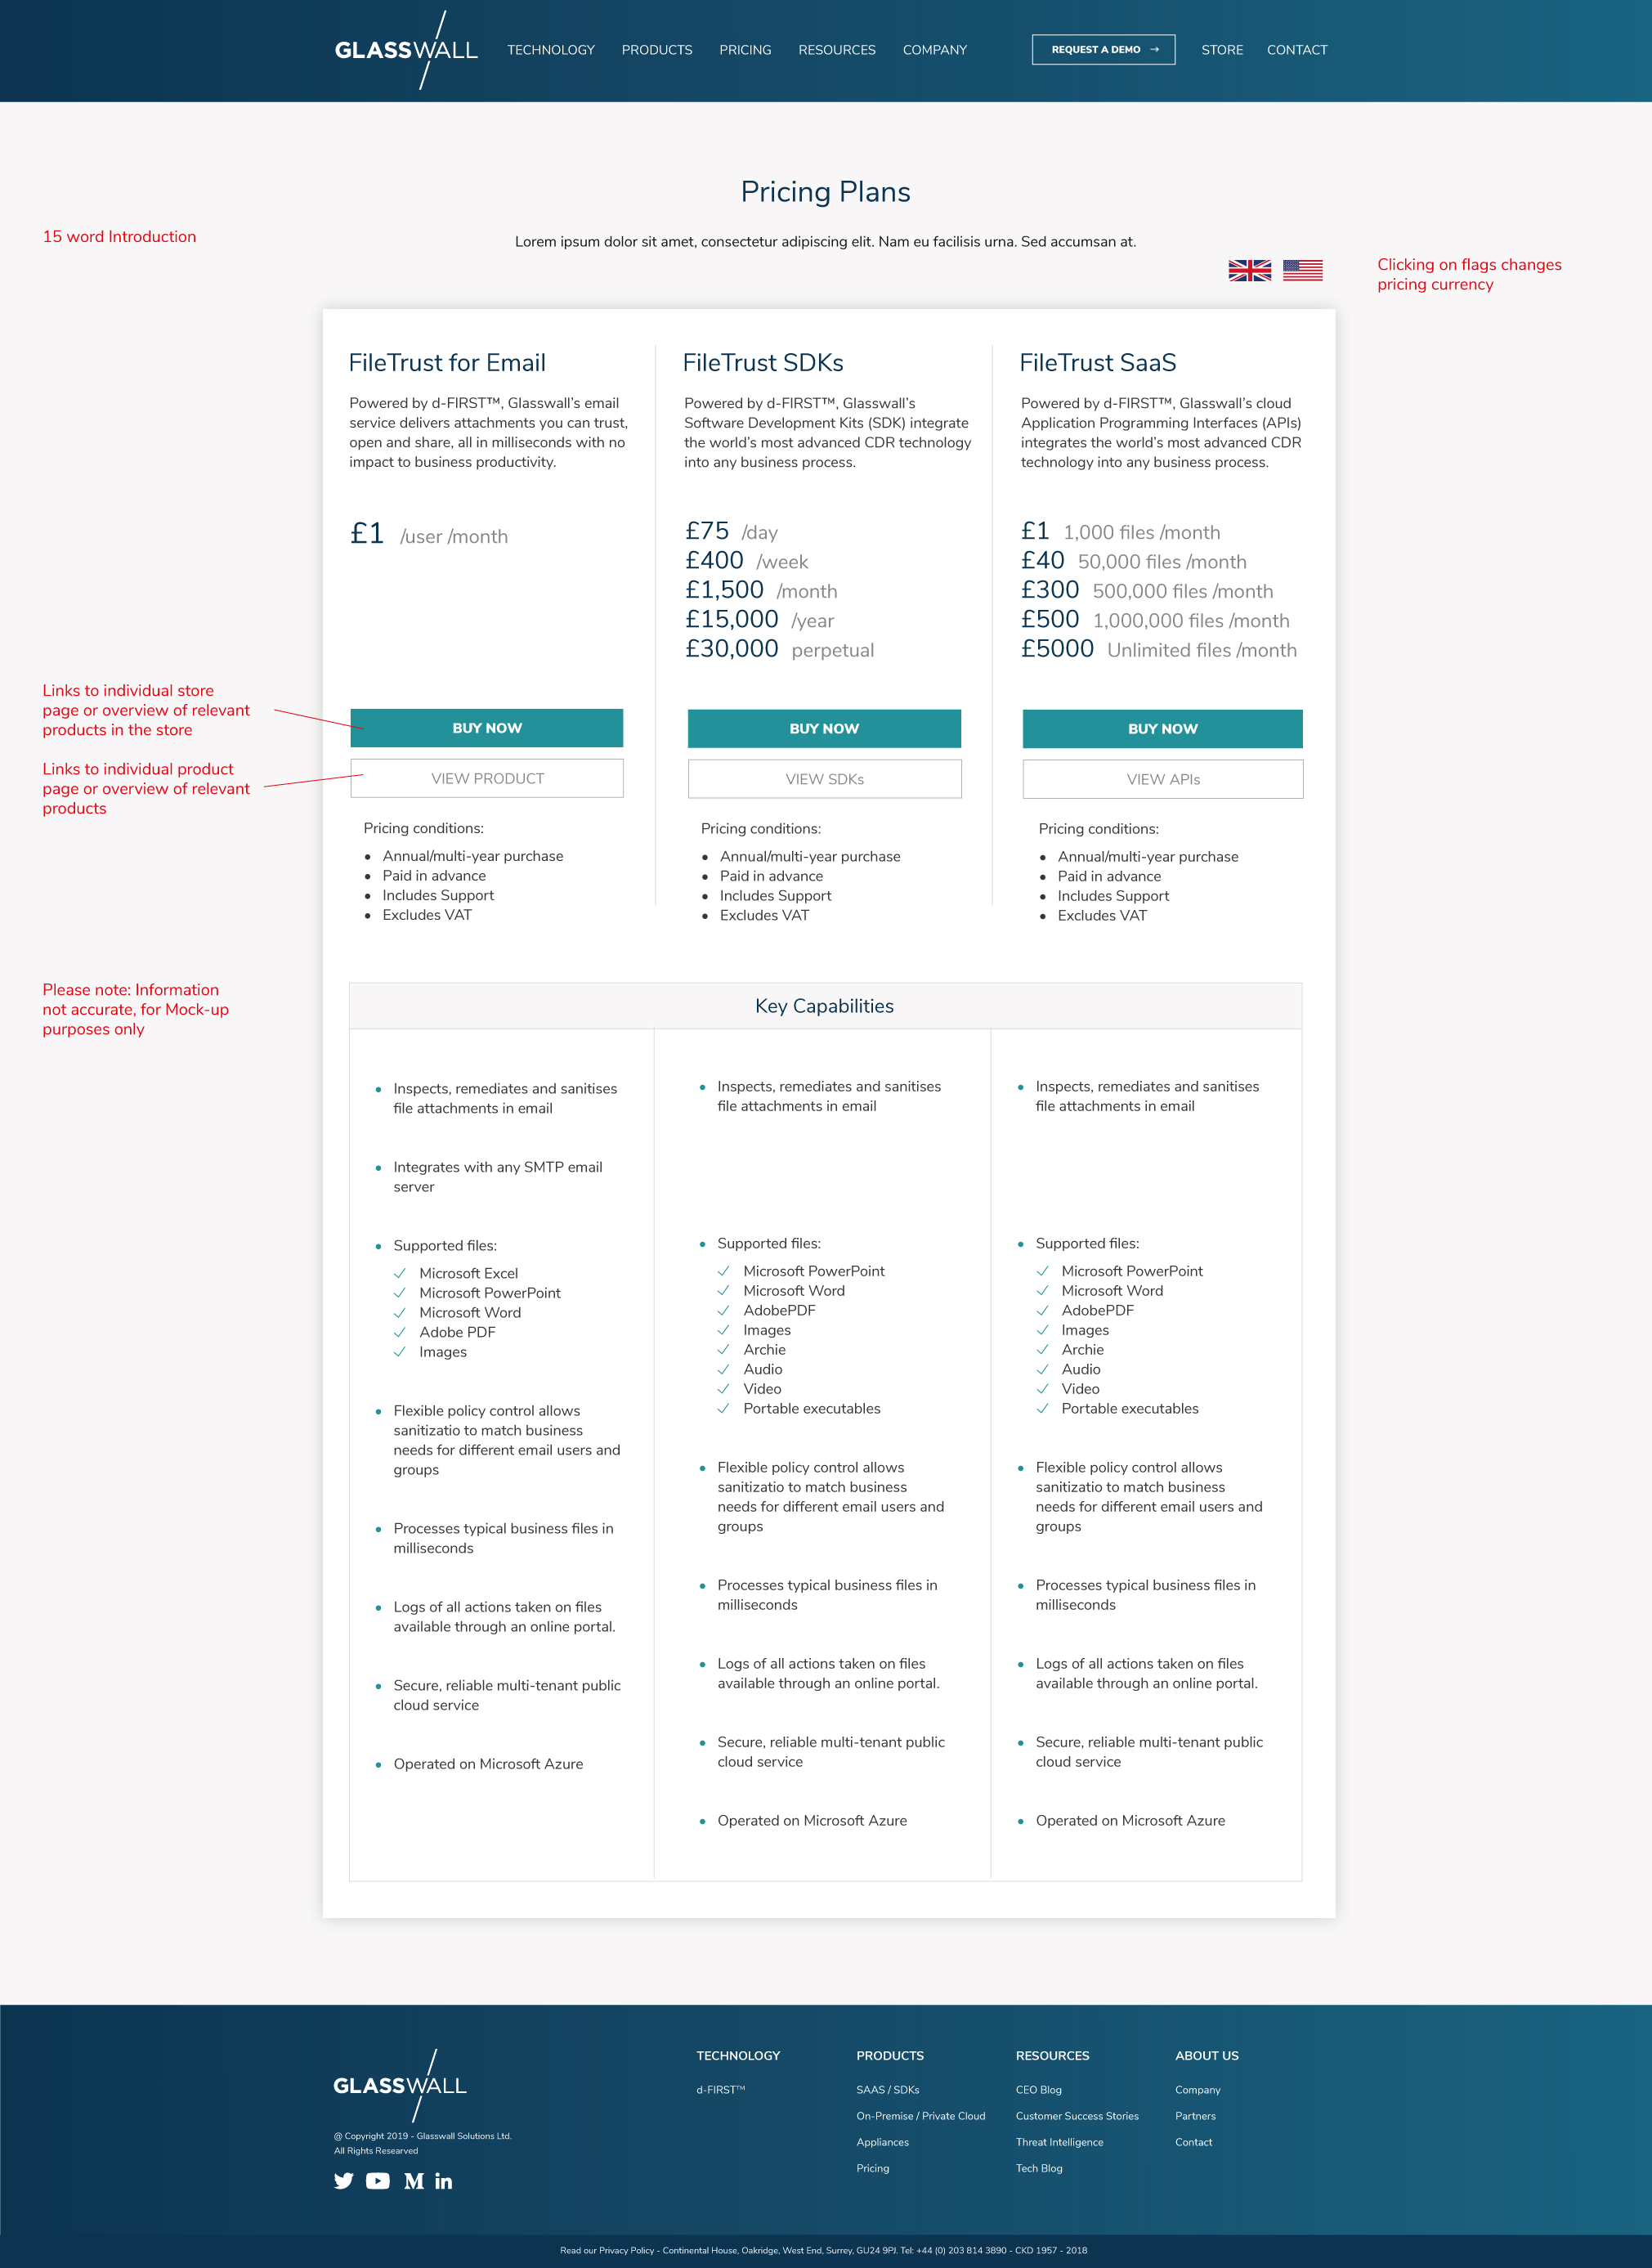 GLASSWALL
TECHNOLOGY PRODUCTS PRICING RESOURCES COMPANY REQUEST A DEMO → STORE CONTACT
Pricing Plans
15 word Introduction
Lorem ipsum dolor sit amet, consectetur adipiscing elit. Nam eu facilisis urna. Sed accumsan at.
Clicking on flags changes
pricing currency
FileTrust for Email
Powered by d-FIRST™, Glasswall's email
service delivers attachments you can trust,
open and share, all in milliseconds with no
impact to business productivity.
£1 /user /month
FileTrust SDKs
Powered by d-FIRST™, Glasswall's
Software Development Kits (SDK) integrate
the world's most advanced CDR technology
into any business process.
£75 /day
£400 /week
£1,500 /month
£15,000 /year
£30,000 perpetual
FileTrust SaaS
Powered by d-FIRST™, Glasswall's cloud
Application Programming Interfaces (APIs)
integrates the world's most advanced CDR
technology into any business process.
£1 1,000 files /month
£40 50,000 files /month
£300 500,000 files /month
£500 1,000,000 files /month
£5000 Unlimited files /month
Links to individual store
page or overview of relevant
products in the store
Links to individual product
page or overview of relevant
products
BUY NOW
VIEW PRODUCT
Pricing conditions:
• Annual/multi-year purchase
• Paid in advance
• Includes Support
• Excludes VAT
BUY NOW
VIEW SDKs
Pricing conditions:
• Annual/multi-year purchase
• Paid in advance
• Includes Support
• Excludes VAT
BUY NOW
VIEW APIs
Pricing conditions:
• Annual/multi-year purchase
• Paid in advance
• Includes Support
• Excludes VAT
Please note: Information
not accurate, for Mock-up
purposes only
Key Capabilities
• Inspects, remediates and sanitises
file attachments in email
• Integrates with any SMTP email
server
• Supported files:
✓ Microsoft Excel
✓ Microsoft PowerPoint
✓ Microsoft Word
✓ Adobe PDF
✓ Images
• Flexible policy control allows
sanitizatio to match business
needs for different email users and
groups
• Processes typical business files in
milliseconds
• Logs of all actions taken on files
available through an online portal.
• Secure, reliable multi-tenant public
cloud service
• Operated on Microsoft Azure
• Inspects, remediates and sanitises
file attachments in email
• Supported files:
✓ Microsoft PowerPoint
✓ Microsoft Word
✓ AdobePDF
✓ Images
✓ Archie
✓ Audio
✓ Video
✓ Portable executables
• Flexible policy control allows
sanitizatio to match business
needs for different email users and
groups
• Processes typical business files in
milliseconds
• Logs of all actions taken on files
available through an online portal.
• Secure, reliable multi-tenant public
cloud service
• Operated on Microsoft Azure
• Inspects, remediates and sanitises
file attachments in email
• Supported files:
✓ Microsoft PowerPoint
✓ Microsoft Word
✓ AdobePDF
✓ Images
✓ Archie
✓ Audio
✓ Video
✓ Portable executables
• Flexible policy control allows
sanitizatio to match business
needs for different email users and
groups
• Processes typical business files in
milliseconds
• Logs of all actions taken on files
available through an online portal.
• Secure, reliable multi-tenant public
cloud service
• Operated on Microsoft Azure
GLASSWALL
@ Copyright 2019 - Glasswall Solutions Ltd.
All Rights Researved
TECHNOLOGY
d-FIRST™
PRODUCTS
SAAS / SDKs
On-Premise / Private Cloud
Appliances
Pricing
RESOURCES
CEO Blog
Customer Success Stories
Threat Intelligence
Tech Blog
ABOUT US
Company
Partners
Contact
Read our Privacy Policy - Continental House, Oakridge, West End, Surrey, GU24 9PJ. Tel: +44 (0) 203 814 3890 - CKD 1957 - 2018